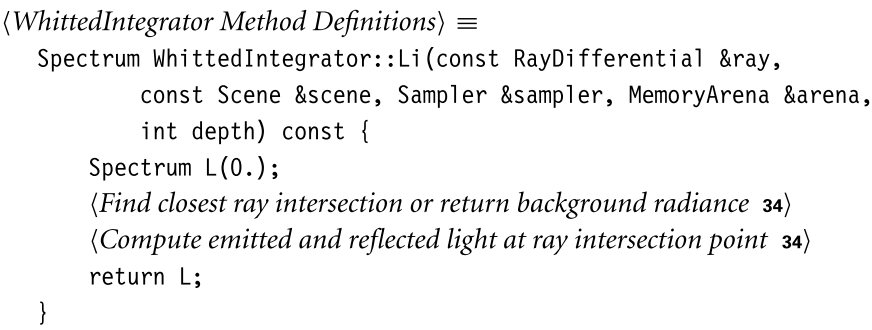 ⟨WhittedIntegrator Method Definitions⟩ ≡
Spectrum WhittedIntegrator::Li(const RayDifferential &ray,
const Scene &scene, Sampler &sampler, MemoryArena &arena,
int depth) const {
Spectrum L(0.);
⟨Find closest ray intersection or return background radiance 34⟩
⟨Compute emitted and reflected light at ray intersection point 34⟩
return L;
}